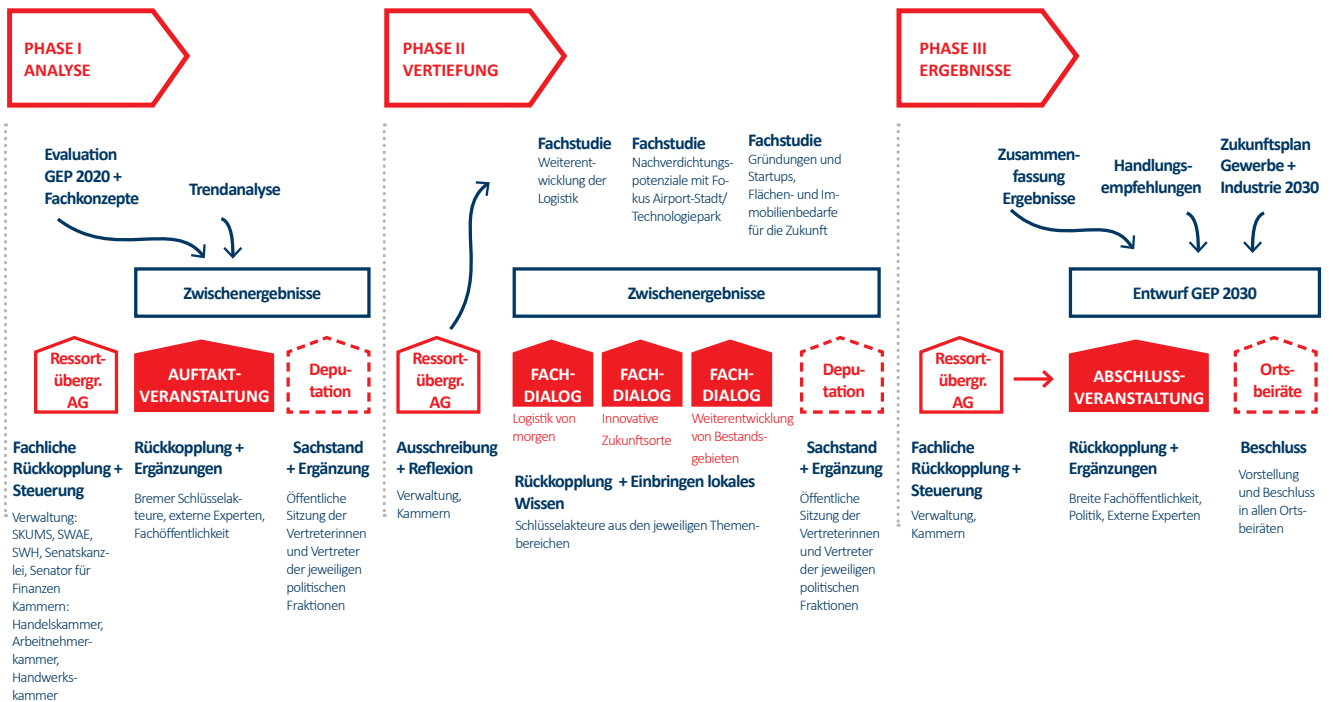 PHASE I
ANALYSE
Evaluation
GEP 2020 +
Fachkonzepte
Trendanalyse
Zwischenergebnisse
Ressort-
übergr.
AG
AUFTAKT-
VERANSTALTUNG
Depu-
tation
Fachliche
Rückkopplung +
Steuerung
Verwaltung:
SKUMS, SWAE,
SWH, Senatskanz-
lei, Senator für
Finanzen
Kammern:
Handelskammer,
Arbeitnehmer-
kammer,
Handwerks-
kammer
Rückkopplung +
Ergänzungen
Bremer Schlüsselak-
teure, externe Experten,
Fachöffentlichkeit
Sachstand
+ Ergänzung
Öffentliche
Sitzung der
Vertreterinnen
und Vertreter
der jeweiligen
politischen
Fraktionen
PHASE II
VERTIEFUNG
Fachstudie
Weiterent-
wicklung der
Logistik
Fachstudie
Nachverdichtungs-
potenziale mit Fo-
kus Airport-Stadt/
Technologiepark
Fachstudie
Gründungen und
Startups,
Flächen- und Im-
mobilienbedarfe
für die Zukunft
Zwischenergebnisse
Ressort-
übergr.
AG
FACH-
DIALOG
Logistik von
morgen
FACH-
DIALOG
Innovative
Zukunftsorte
FACH-
DIALOG
Weiterentwicklung
von Bestands-
gebieten
Depu-
tation
Ausschreibung
+ Reflexion
Verwaltung,
Kammern
Rückkopplung + Einbringen lokales
Wissen
Schlüsselakteure aus den jeweiligen Themen-
bereichen
Sachstand
+ Ergänzung
Öffentliche
Sitzung der
Vertreterinnen
und Vertreter
der jeweiligen
politischen
Fraktionen
PHASE III
ERGEBNISSE
Zusammen-
fassung
Ergebnisse
Handlungs-
empfehlungen
Zukunftsplan
Gewerbe +
Industrie 2030
Entwurf GEP 2030
Ressort-
übergr.
AG
ABSCHLUSS-
VERANSTALTUNG
Orts-
beiräte
Fachliche
Rückkopplung +
Steuerung
Verwaltung,
Kammern
Rückkopplung +
Ergänzungen
Breite Fachöffentlichkeit,
Politik, Externe Experten
Beschluss
Vorstellung
und Beschluss
in allen Orts-
beiräten